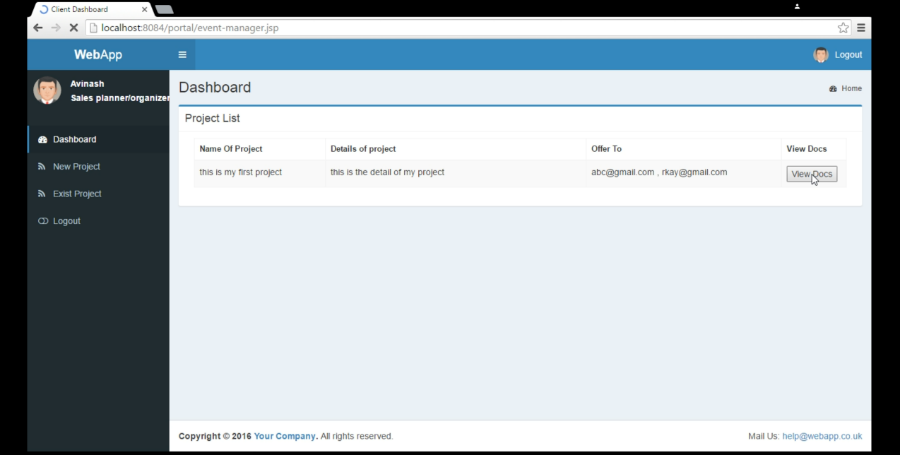 Client Dashboard
localhost:8084/portal/event-manager.jsp
WebApp
Logout
Avinash
Sales planner/organizer
Dashboard
New Project
Exist Project
Logout
Dashboard
Home
Project List
Name Of Project Details of project Offer To View Docs
this is my first project this is the detail of my project abc@gmail.com , rkay@gmail.com View Docs
Copyright © 2016 Your Company. All rights reserved.
Mail Us: help@webapp.co.uk